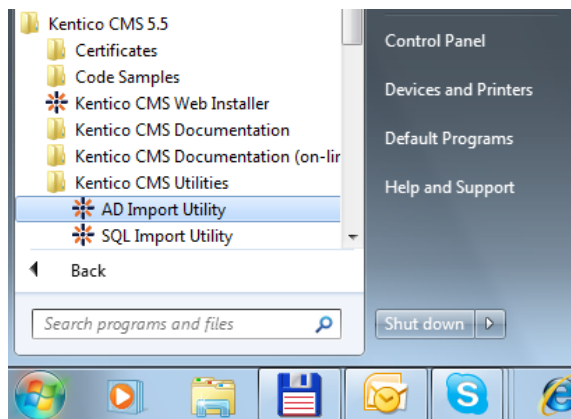 Kentico CMS 5.5
Certificates
Code Samples
Kentico CMS Web Installer
Kentico CMS Documentation
Kentico CMS Documentation (on-lir
Kentico CMS Utilities
AD Import Utility
SQL Import Utility
Back
Search programs and files
Control Panel
Devices and Printers
Default Programs
Help and Support
Shut down